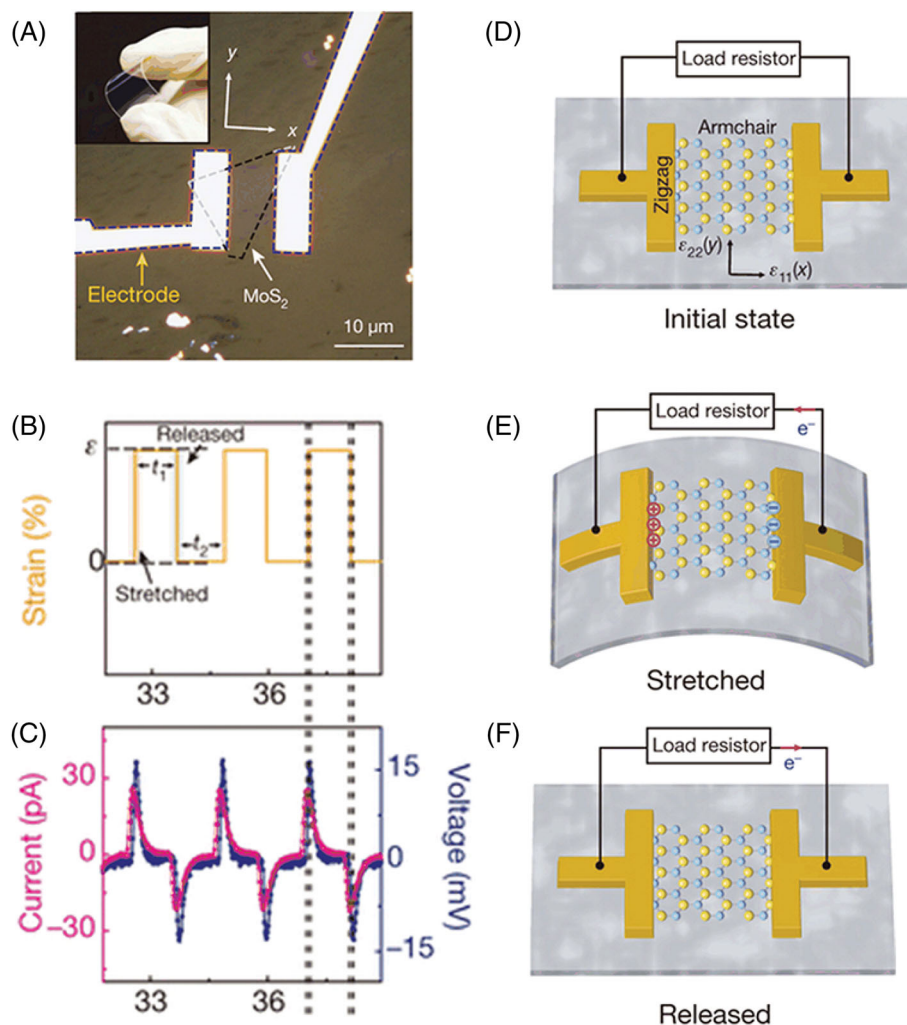 (A)
y
x
Electrode
MoS2
10 µm
(B)
ε
Released
t1
t2
Stretched
0
Strain (%)
33
36
(C)
30
0
−30
Current (pA)
15
0
−15
Voltage (mV)
33
36
(D)
Load resistor
Armchair
Zigzag
ε22(y)
ε11(x)
Initial state
(E)
Load resistor
e−
Stretched
(F)
Load resistor
e−
Released